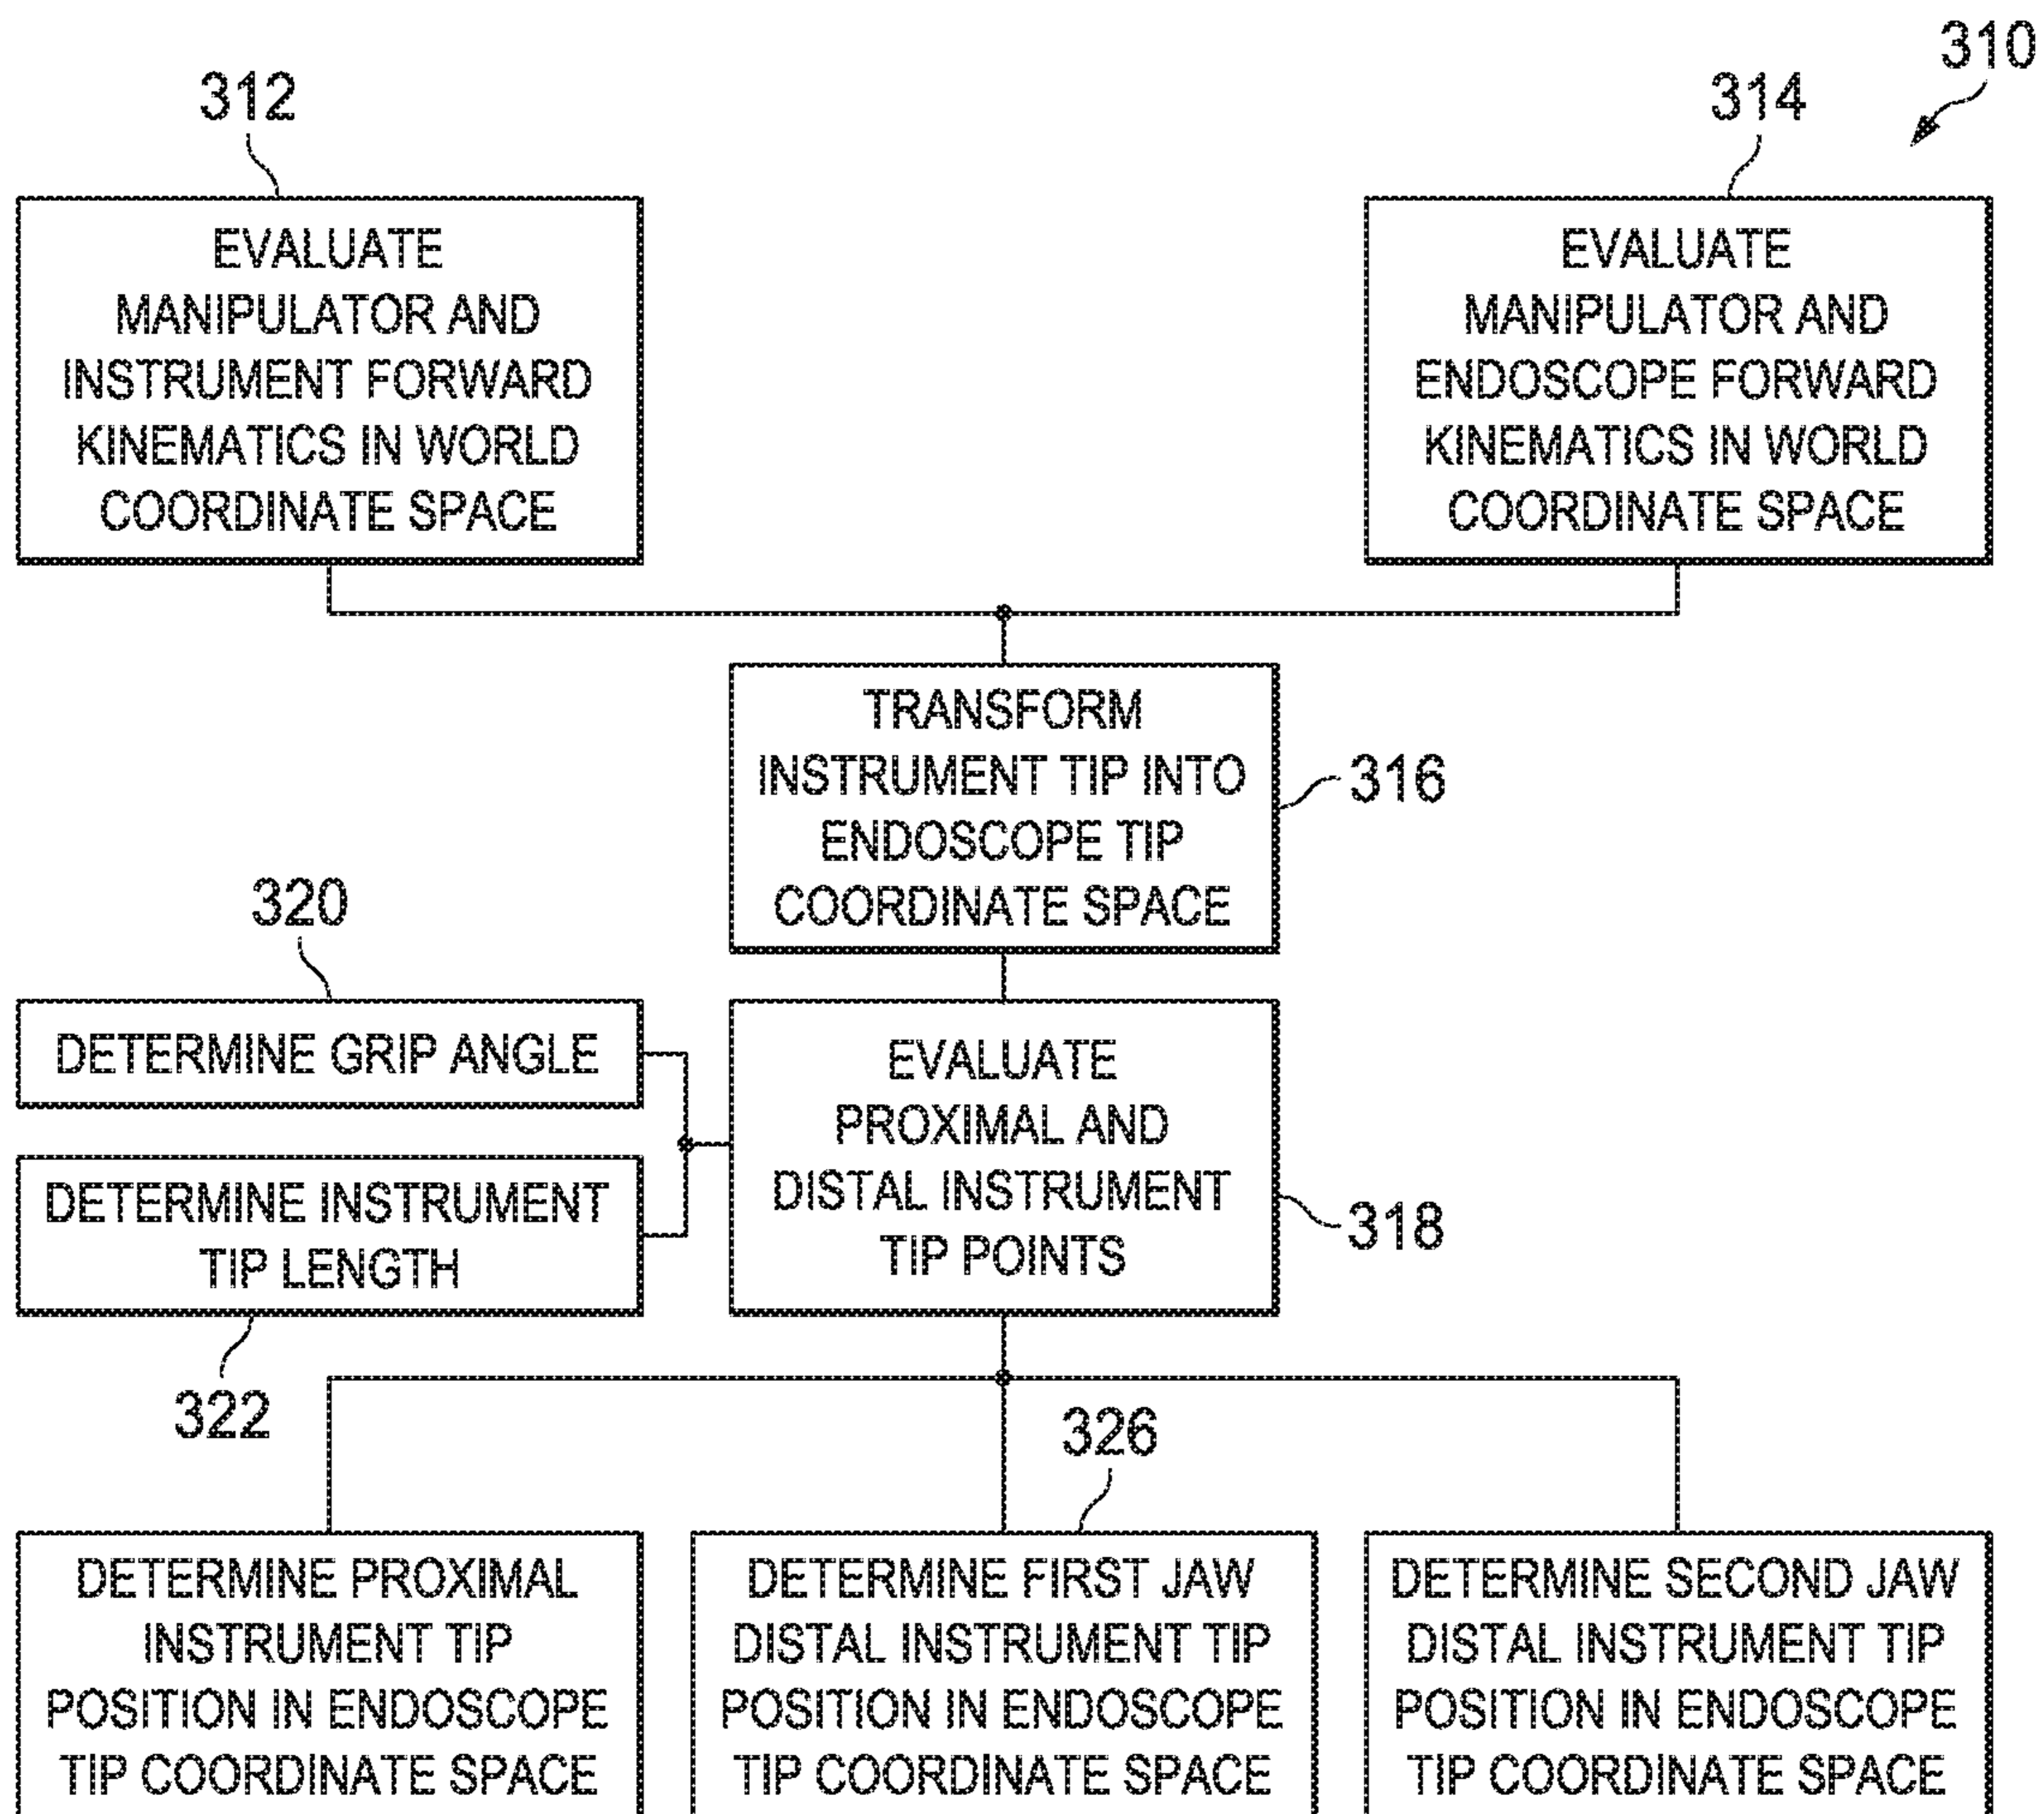 310
312
314
EVALUATE
MANIPULATOR AND
INSTRUMENT FORWARD
KINEMATICS IN WORLD
COORDINATE SPACE
EVALUATE
MANIPULATOR AND
ENDOSCOPE FORWARD
KINEMATICS IN WORLD
COORDINATE SPACE
TRANSFORM
INSTRUMENT TIP INTO
ENDOSCOPE TIP
COORDINATE SPACE
316
320
DETERMINE GRIP ANGLE
DETERMINE INSTRUMENT
TIP LENGTH
322
EVALUATE
PROXIMAL AND
DISTAL INSTRUMENT
TIP POINTS
318
326
DETERMINE PROXIMAL
INSTRUMENT TIP
POSITION IN ENDOSCOPE
TIP COORDINATE SPACE
DETERMINE FIRST JAW
DISTAL INSTRUMENT TIP
POSITION IN ENDOSCOPE
TIP COORDINATE SPACE
DETERMINE SECOND JAW
DISTAL INSTRUMENT TIP
POSITION IN ENDOSCOPE
TIP COORDINATE SPACE